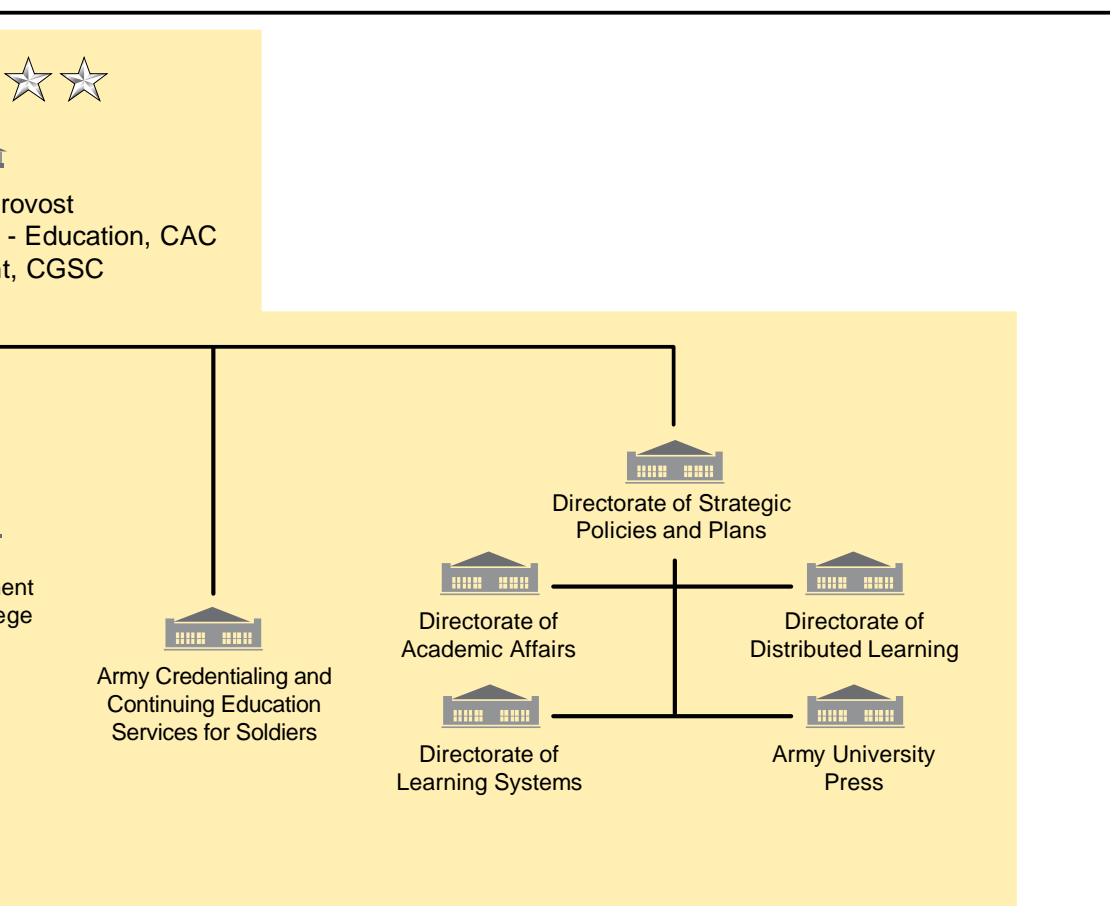 rovost
- Education, CAC
t, CGSC
Directorate of Strategic
Policies and Plans
ent
ege
Directorate of
Academic Affairs
Directorate of
Distributed Learning
Army Credentialing and
Continuing Education
Services for Soldiers
Directorate of
Learning Systems
Army University
Press